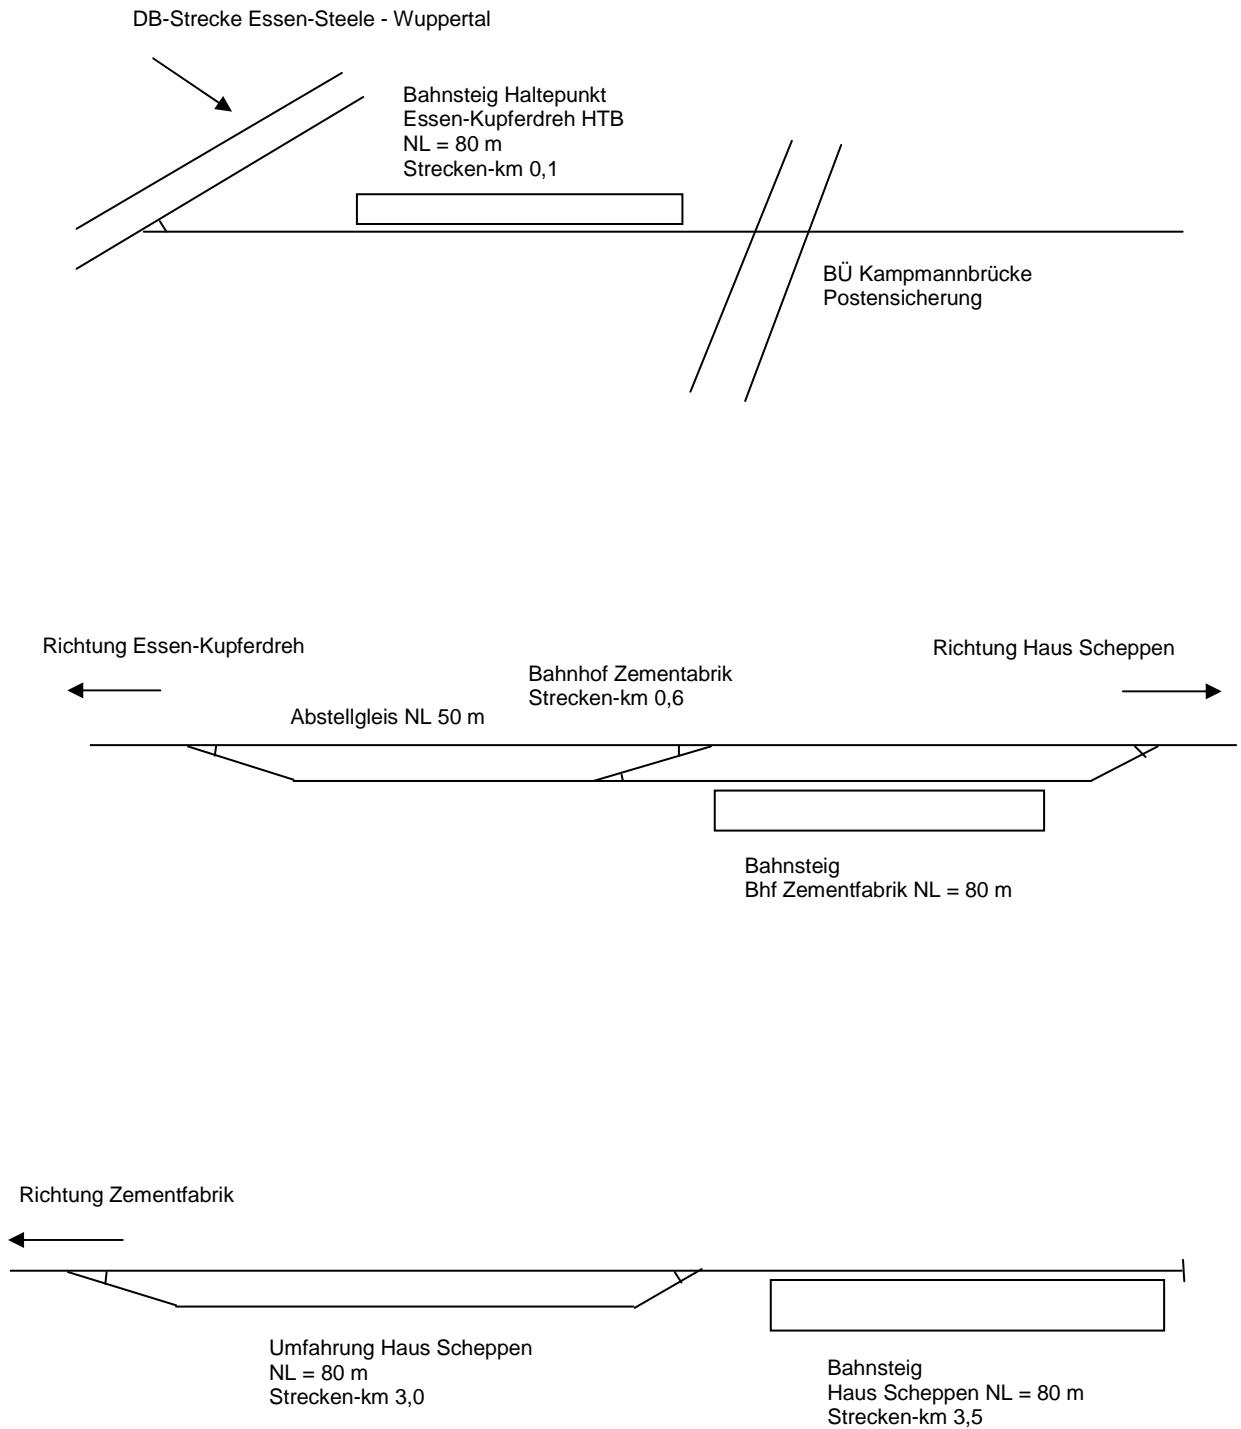 DB-Strecke Essen-Steele - Wuppertal
Bahnsteig Haltepunkt
Essen-Kupferdreh HTB
NL = 80 m
Strecken-km 0,1
BÜ Kampmannbrücke
Postensicherung
Richtung Essen-Kupferdreh
Richtung Haus Scheppen
Bahnhof Zementabrik
Strecken-km 0,6
Abstellgleis NL 50 m
Bahnsteig
Bhf Zementfabrik NL = 80 m
Richtung Zementfabrik
Umfahrung Haus Scheppen
NL = 80 m
Strecken-km 3,0
Bahnsteig
Haus Scheppen NL = 80 m
Strecken-km 3,5